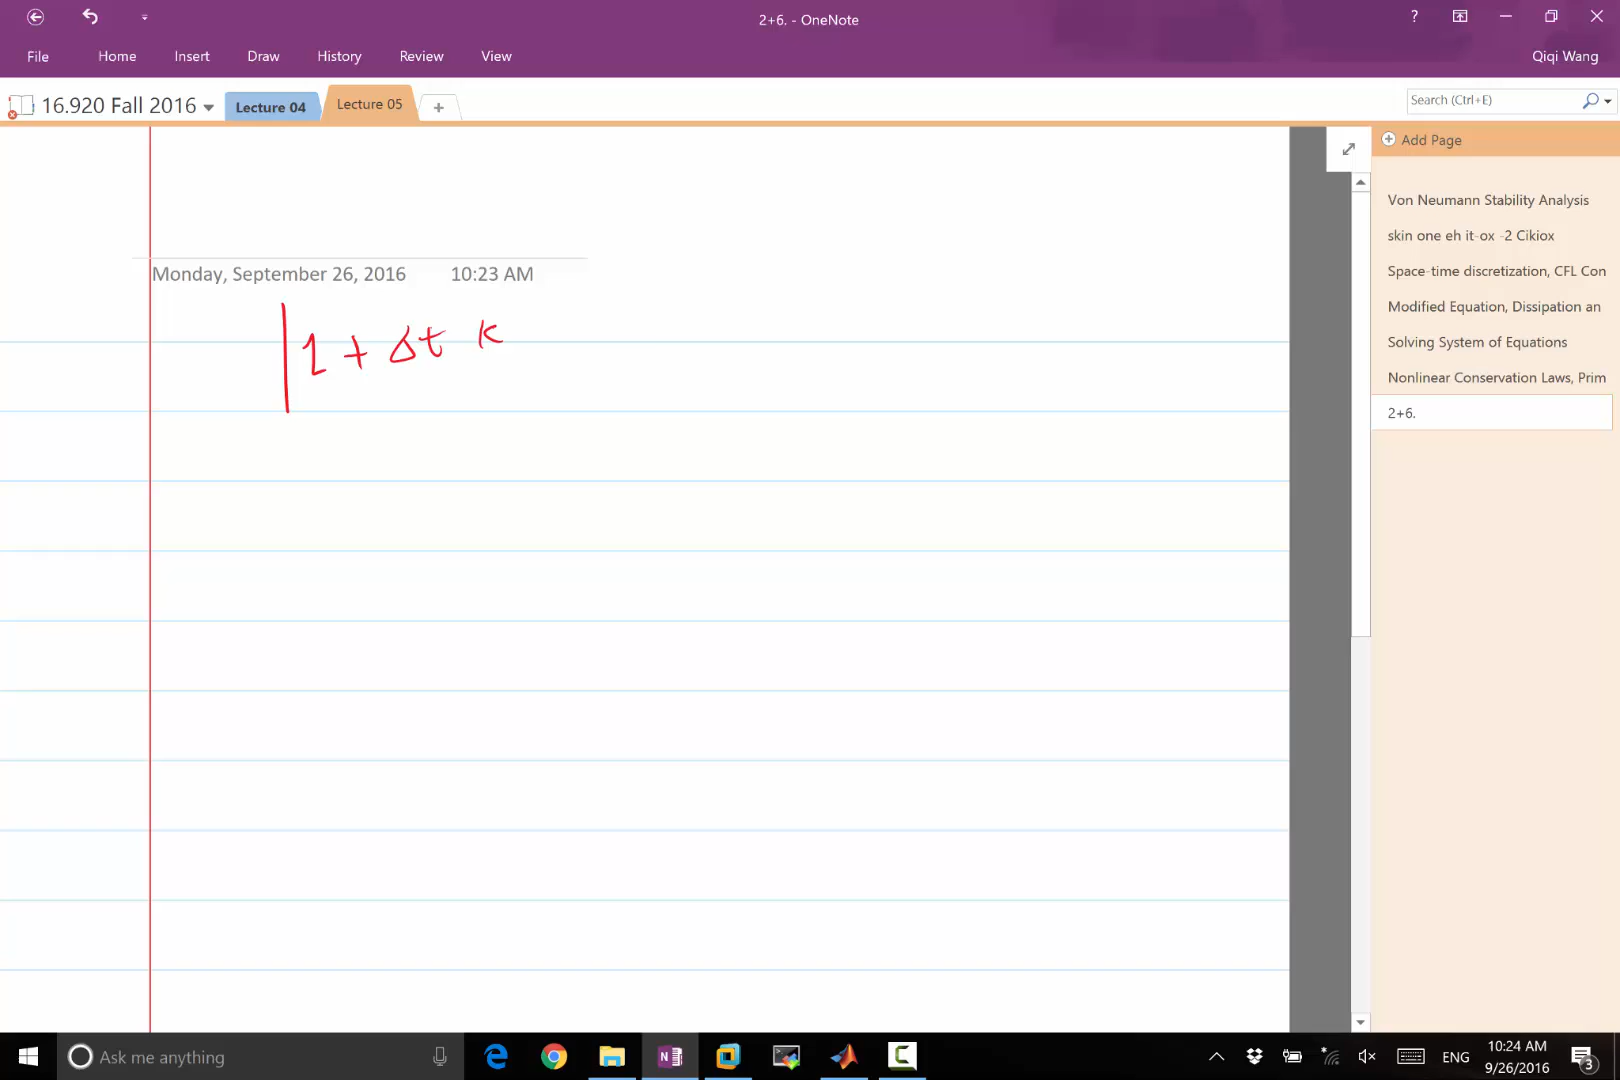 2+6. - OneNote
?
File Home Insert Draw History Review View
Qiqi Wang
16.920 Fall 2016
Lecture 04
Lecture 05
+
Search (Ctrl+E)
Add Page
Von Neumann Stability Analysis
skin one eh it-ox -2 Cikiox
Space-time discretization, CFL Con
Modified Equation, Dissipation an
Solving System of Equations
Nonlinear Conservation Laws, Prim
2+6.
Monday, September 26, 2016 10:23 AM
|1 + Δt κ
Ask me anything
ENG
10:24 AM
9/26/2016
3